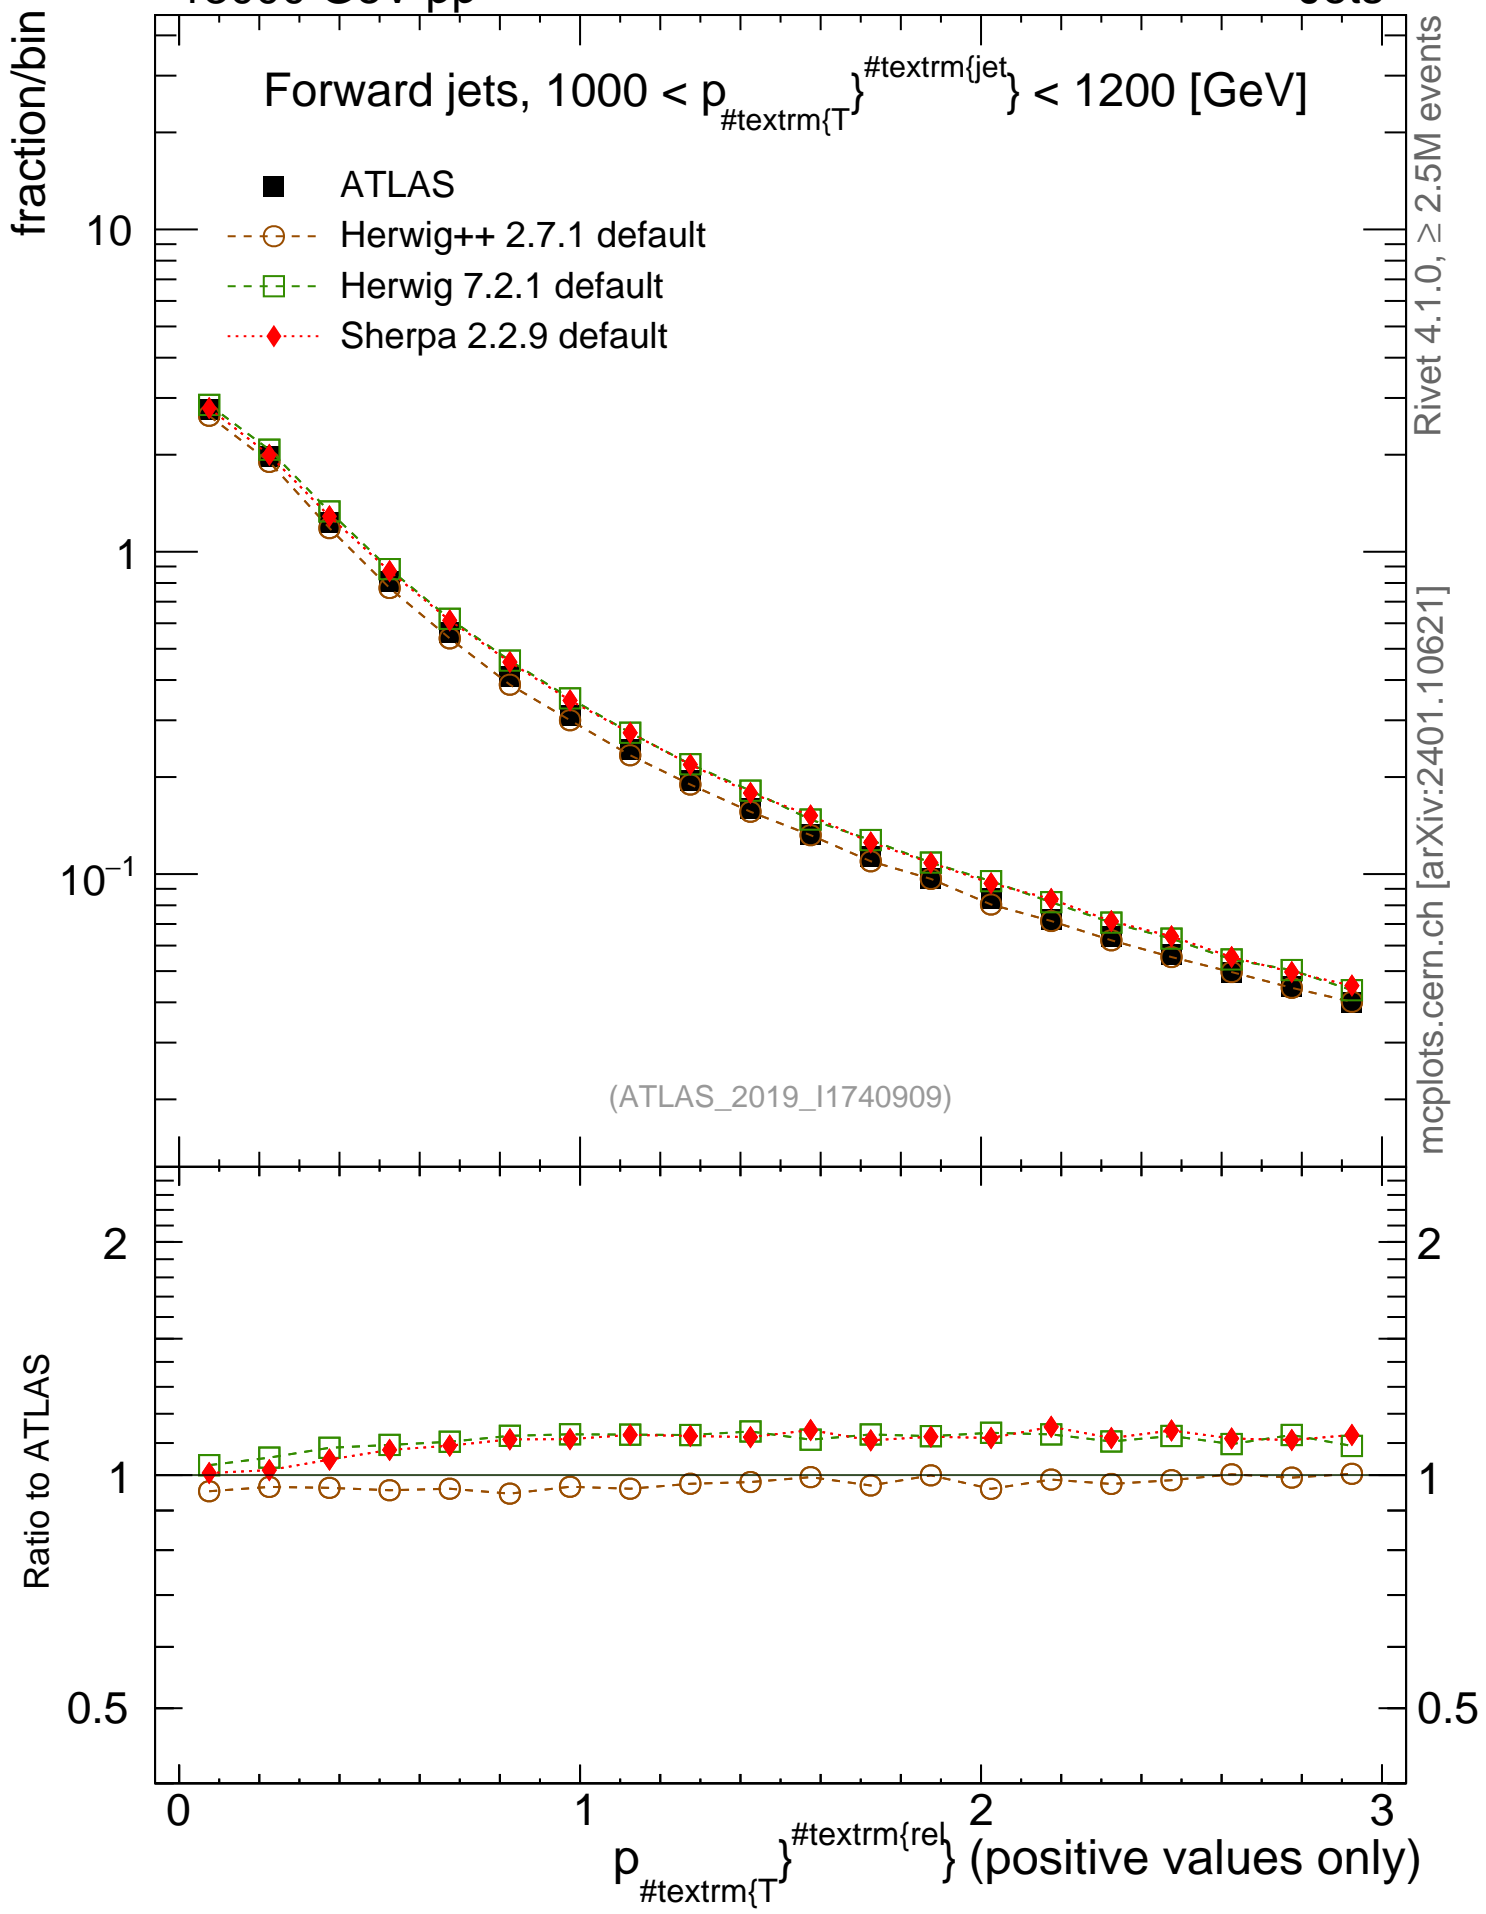 fraction/bin
Forward jets, 1000 < p_#textrm{T}^#textrm{jet} < 1200 [GeV]
ATLAS
Herwig++ 2.7.1 default
Herwig 7.2.1 default
Sherpa 2.2.9 default
10
1
10⁻¹
(ATLAS_2019_I1740909)
Rivet 4.1.0, ≥ 2.5M events
mcplots.cern.ch [arXiv:2401.10621]
Ratio to ATLAS
2
1
0.5
2
1
0.5
0 1 2 3
p_#textrm{T}^#textrm{rel} (positive values only)